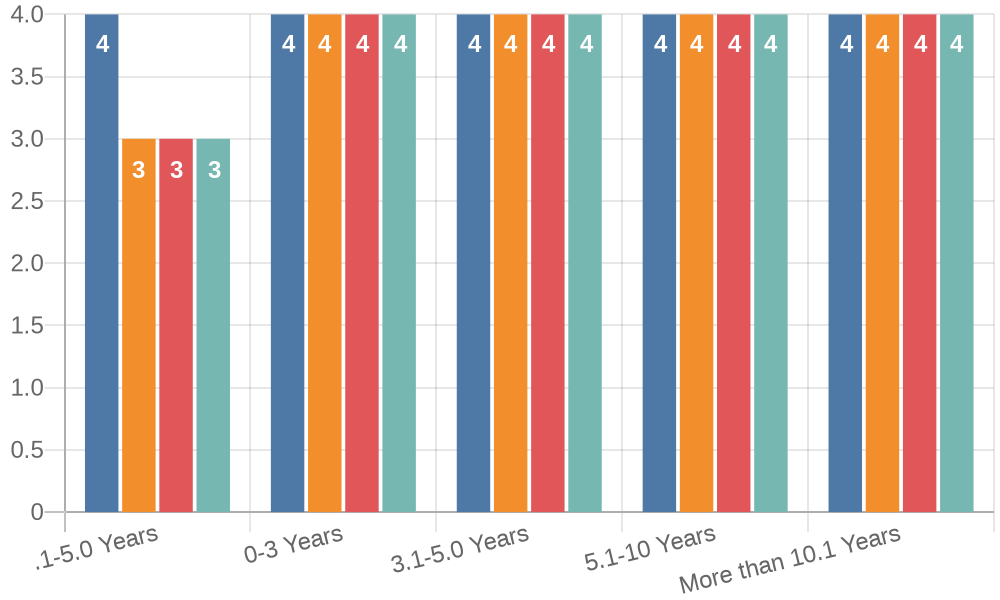 4.0
3.5
3.0
2.5
2.0
1.5
1.0
0.5
0
4 3 3 3
4 4 4 4
4 4 4 4
4 4 4 4
4 4 4 4
.1-5.0 Years
0-3 Years
3.1-5.0 Years
5.1-10 Years
More than 10.1 Years